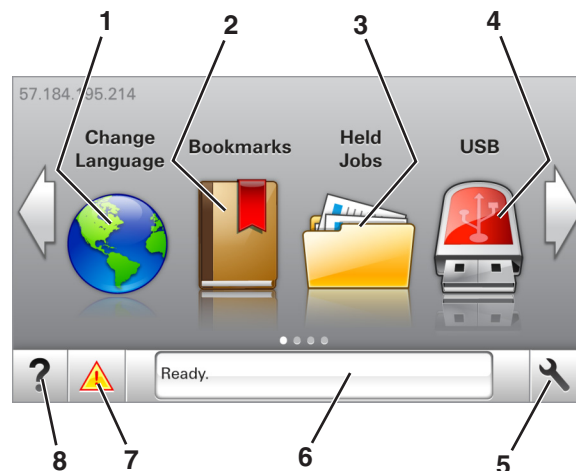 1 2 3 4
57.184.195.214
Change
Language
Bookmarks
Held
Jobs
USB
?
Ready.
8 7 6 5